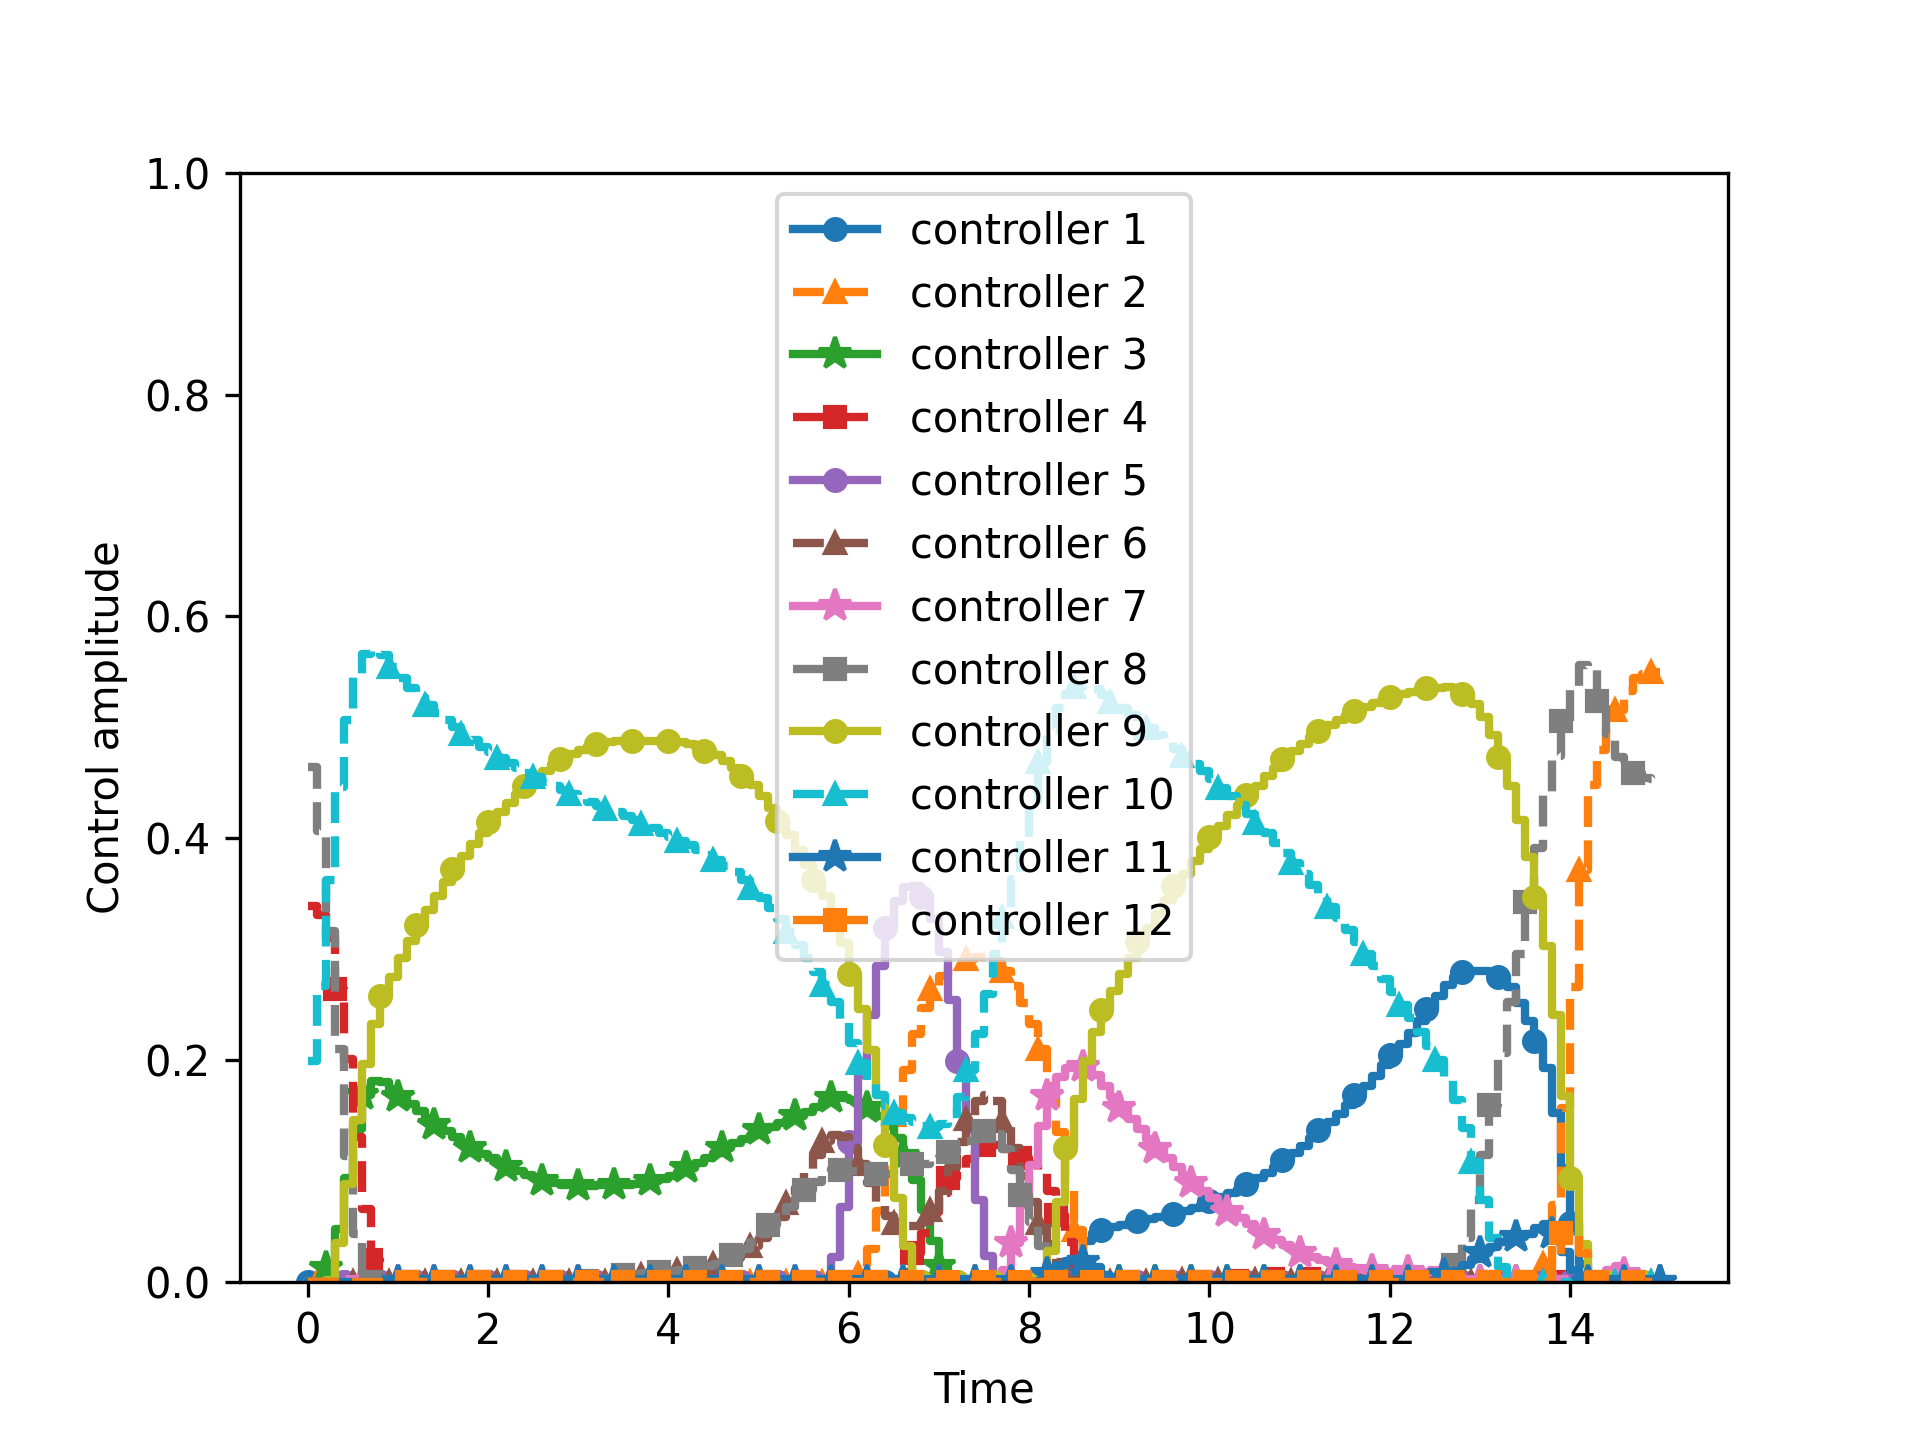 1.0
0.8
0.6
0.4
0.2
0.0
Control amplitude
controller 1
controller 2
controller 3
controller 4
controller 5
controller 6
controller 7
controller 8
controller 9
controller 10
controller 11
controller 12
0 2 4 6 8 10 12 14
Time